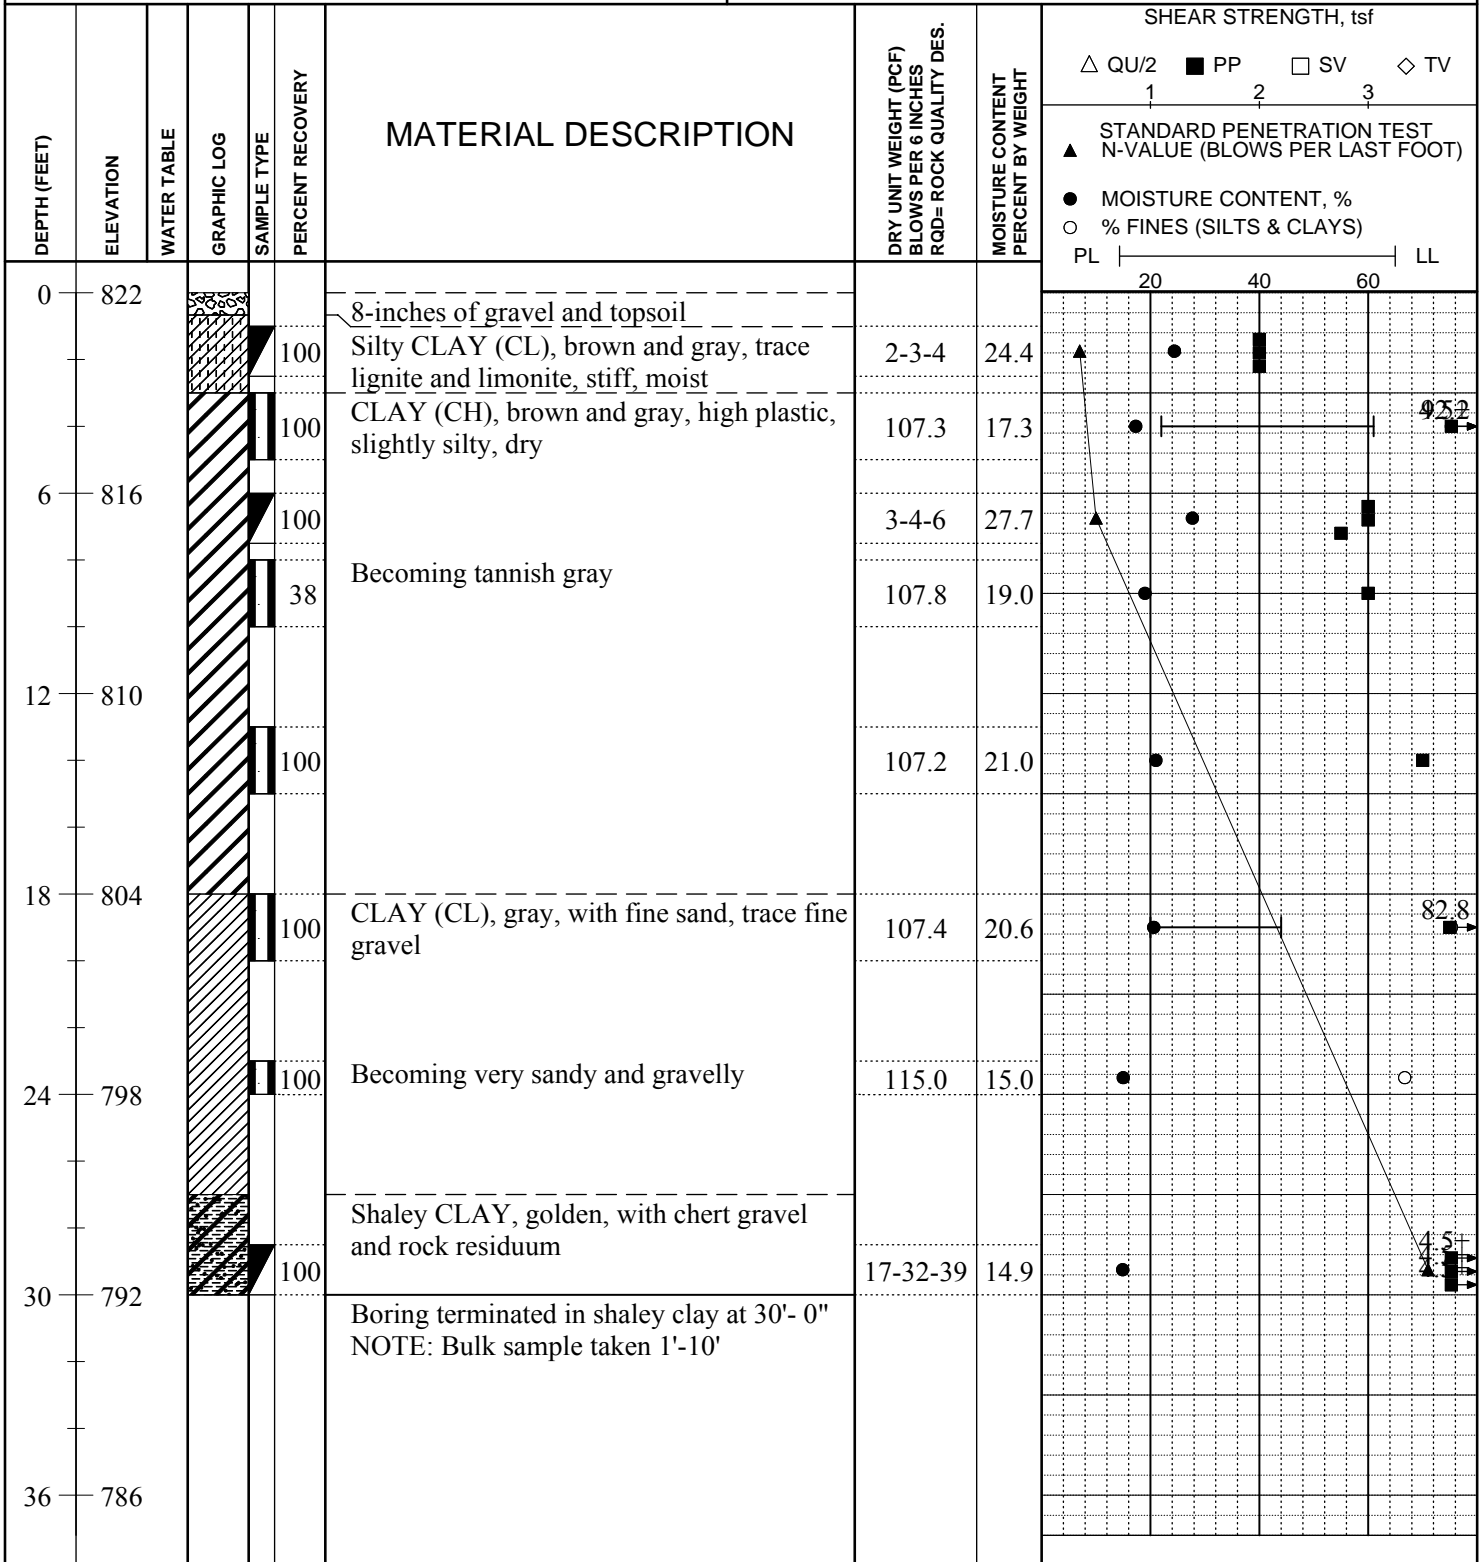 SHEAR STRENGTH, tsf
△ QU/2 ■ PP □ SV ◇ TV
1 2 3
STANDARD PENETRATION TEST
▲ N-VALUE (BLOWS PER LAST FOOT)
● MOISTURE CONTENT, %
○ % FINES (SILTS & CLAYS)
PL LL
20 40 60
DEPTH (FEET)
ELEVATION
WATER TABLE
GRAPHIC LOG
SAMPLE TYPE
PERCENT RECOVERY
MATERIAL DESCRIPTION
DRY UNIT WEIGHT (PCF)
BLOWS PER 6 INCHES
RQD= ROCK QUALITY DES.
MOISTURE CONTENT
PERCENT BY WEIGHT
0 822
8-inches of gravel and topsoil
100 Silty CLAY (CL), brown and gray, trace 2-3-4 24.4
lignite and limonite, stiff, moist
CLAY (CH), brown and gray, high plastic,
100 107.3 17.3
slightly silty, dry
6 816
100 3-4-6 27.7
Becoming tannish gray
38 107.8 19.0
12 810
100 107.2 21.0
18 804
CLAY (CL), gray, with fine sand, trace fine 82.8
100 107.4 20.6
gravel
100 Becoming very sandy and gravelly 115.0 15.0
24 798
Shaley CLAY, golden, with chert gravel
and rock residuum 4.5+
100 17-32-39 14.9
30 792
Boring terminated in shaley clay at 30'- 0"
NOTE: Bulk sample taken 1'-10'
36 786